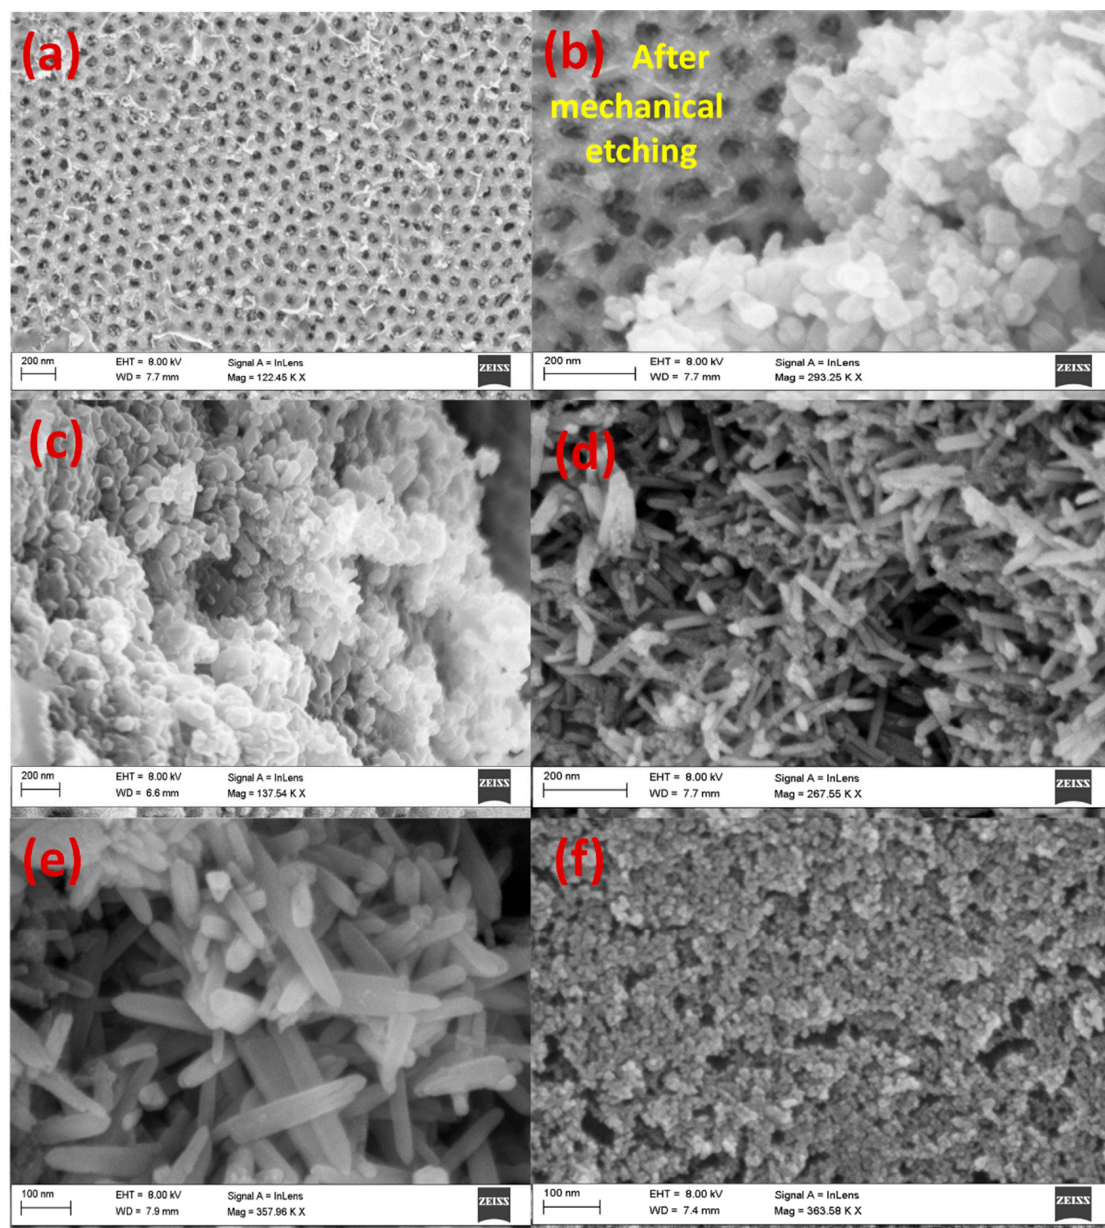 (a)
200 nm
EHT = 8.00 kV
Signal A = InLens
WD = 7.7 mm
Mag = 122.45 K X
ZEISS
(b)
After
mechanical
etching
200 nm
EHT = 8.00 kV
Signal A = InLens
WD = 7.7 mm
Mag = 293.25 K X
ZEISS
(c)
200 nm
EHT = 8.00 kV
Signal A = InLens
WD = 6.6 mm
Mag = 137.54 K X
ZEISS
(d)
200 nm
EHT = 8.00 kV
Signal A = InLens
WD = 7.7 mm
Mag = 267.55 K X
ZEISS
(e)
100 nm
EHT = 8.00 kV
Signal A = InLens
WD = 7.9 mm
Mag = 357.96 K X
ZEISS
(f)
100 nm
EHT = 8.00 kV
Signal A = InLens
WD = 7.4 mm
Mag = 363.58 K X
ZEISS